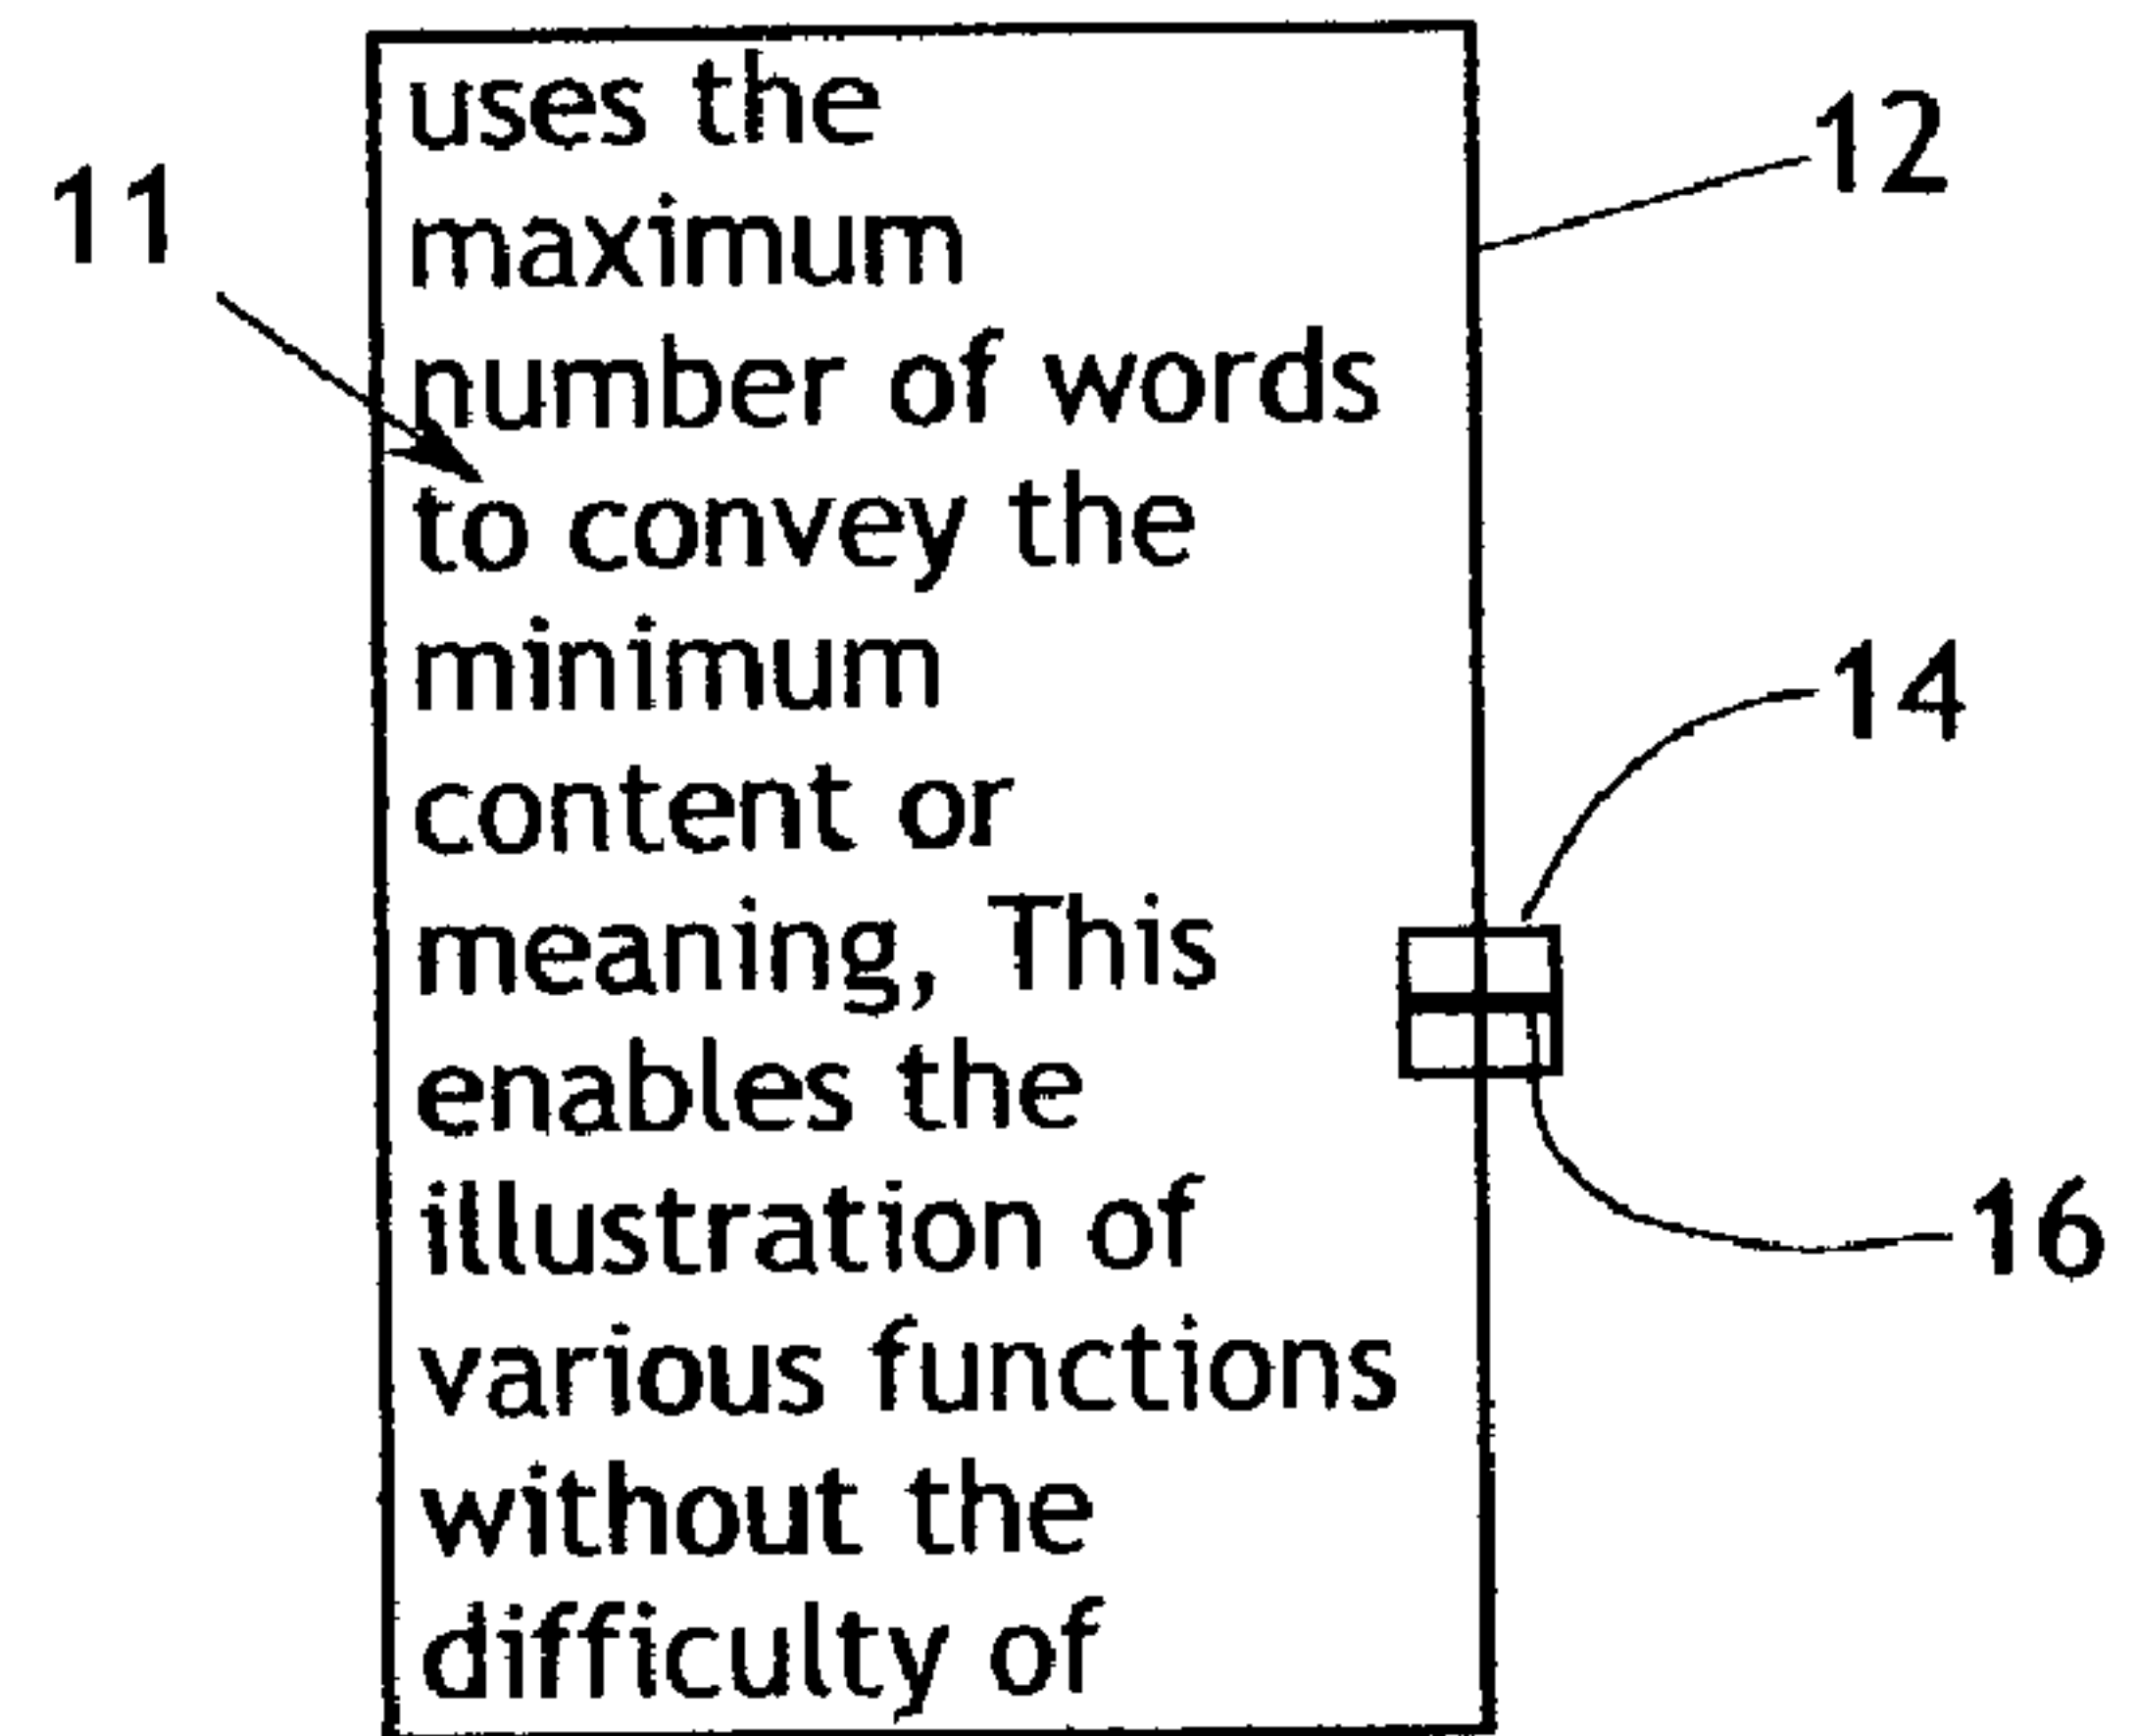 uses the
maximum
number of words
to convey the
minimum
content or
meaning, This
enables the
illustration of
various functions
without the
difficulty of
11
12
14
16